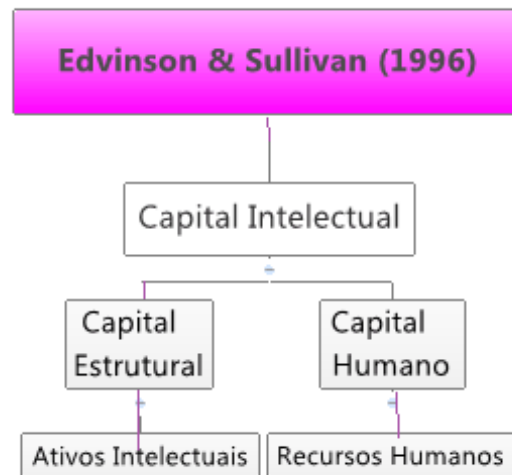 Edvinson & Sullivan (1996)
Capital Intelectual
Capital
Estrutural
Capital
Humano
Ativos Intelectuais
Recursos Humanos